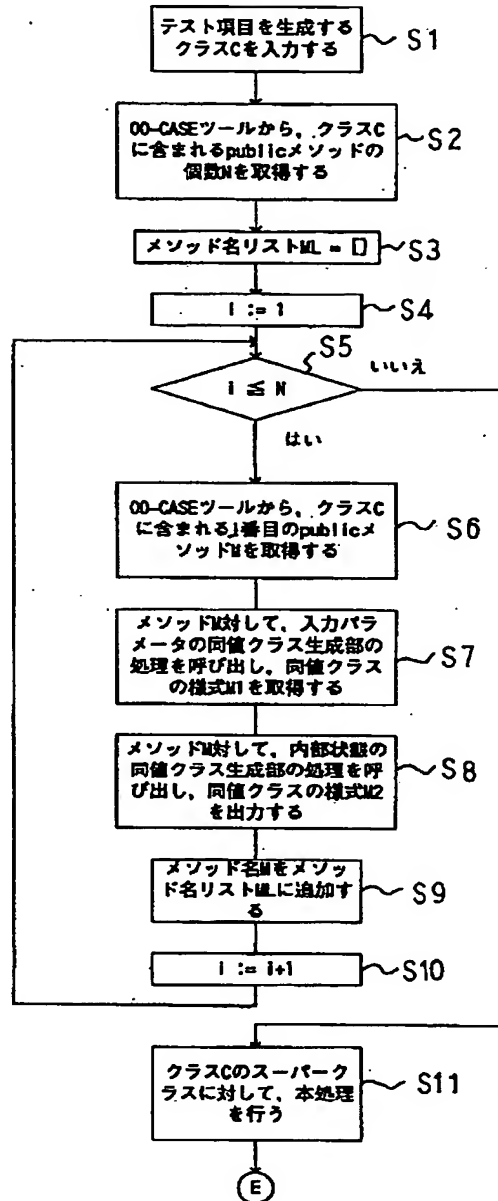 テスト項目を生成する
クラスCを入力する
S1
OO-CASEツールから,クラスC
に含まれるpublicメソッドの
個数Nを取得する
S2
メソッド名リストML = []
S3
i := 1
S4
S5
i ≦ N
いいえ
はい
OO-CASEツールから,クラスC
に含まれるi番目のpublicメ
ソッドMを取得する
S6
メソッドM対して,入力パラ
メータの同値クラス生成部の
処理を呼び出し,同値クラス
の様式M1を取得する
S7
メソッドM対して,内部状態の
同値クラス生成部の処理を呼
び出し,同値クラスの様式M2
を出力する
S8
メソッド名Mをメソッ
ド名リストMLに追加す
る
S9
i := i+1
S10
クラスCのスーパーク
ラスに対して、本処理
を行う
S11
E